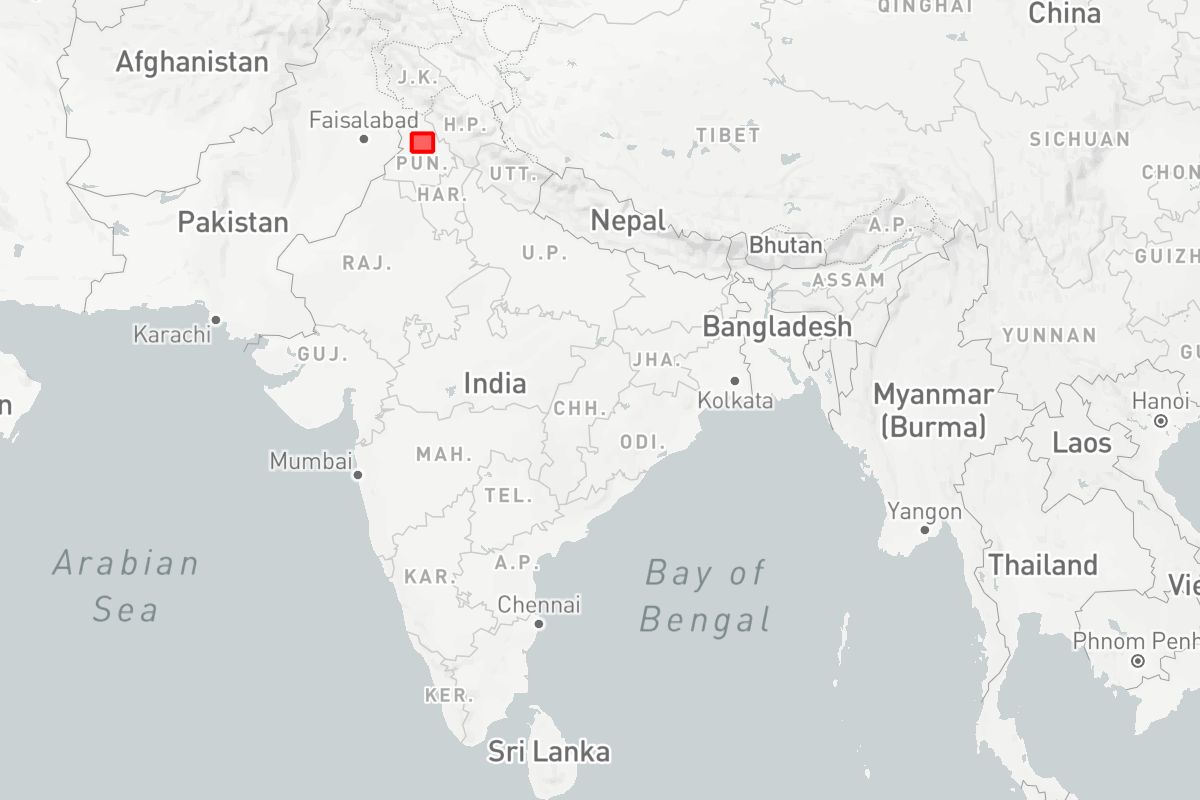 QINGHAI
China
Afghanistan
J.K.
Faisalabad
H.P.
TIBET
SICHUAN
PUN.
UTT.
CHON
HAR.
Pakistan
Nepal
A.P.
Bhutan
U.P.
RAJ.
ASSAM
GUIZH
Karachi
Bangladesh
YUNNAN
GUJ.
JHA.
GU
India
Kolkata
Myanmar
(Burma)
Hanoi
n
CHH.
ODI.
Laos
MAH.
Mumbai
TEL.
Yangon
Arabian
Sea
A.P.
KAR.
Bay of
Bengal
Thailand
Vie
Chennai
Phnom Penh
KER.
Sri Lanka